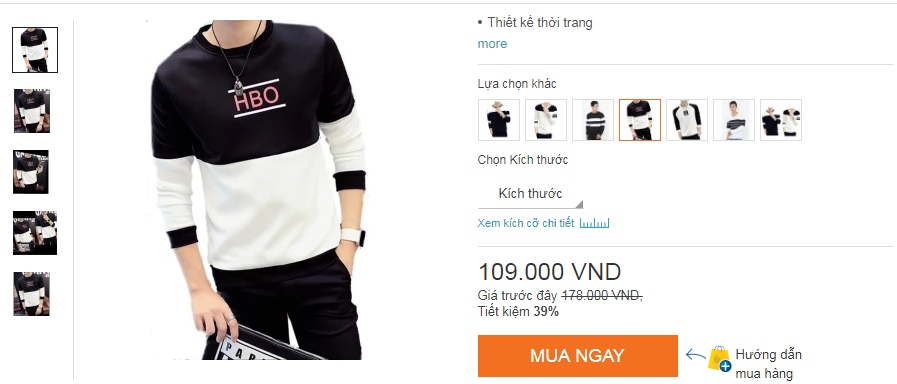 Thiết kế thời trang
more
Lựa chọn khác
Chọn Kích thước
Kích thước
Xem kích cỡ chi tiết
109.000 VND
Giá trước đây 178.000 VND,
Tiết kiệm 39%
MUA NGAY
Hướng dẫn
mua hàng
HBO